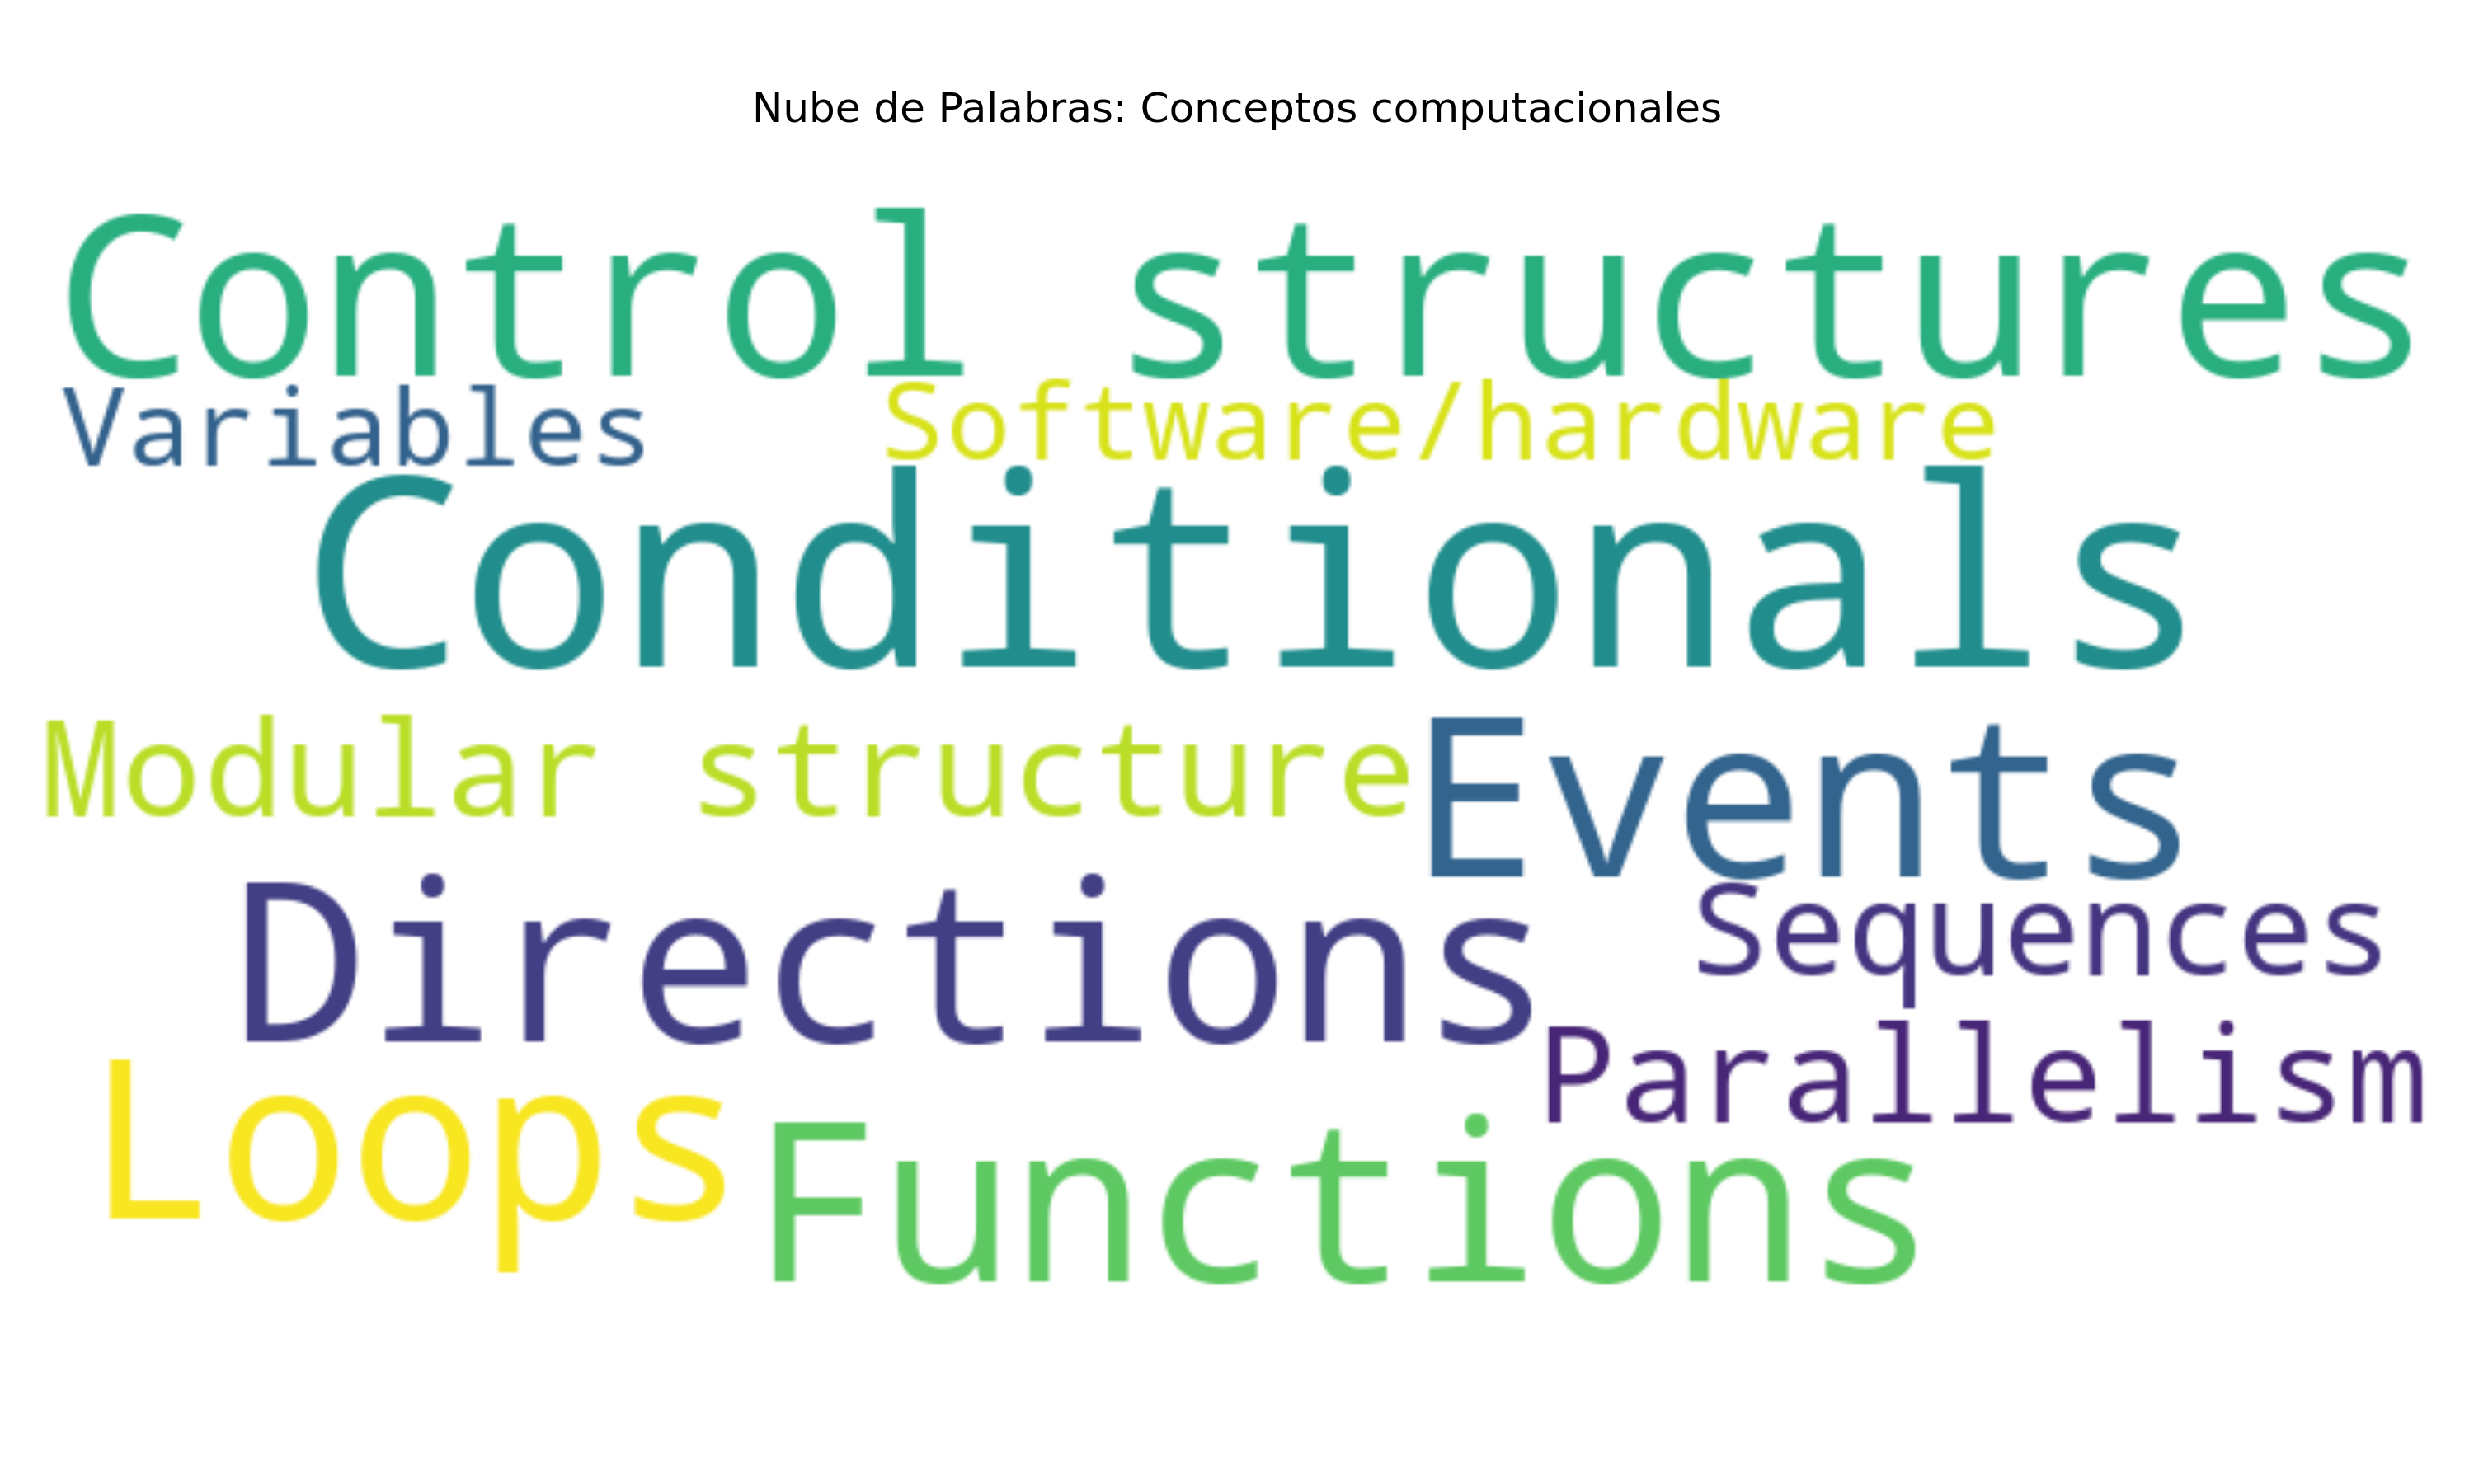 Nube de Palabras: Conceptos computacionales
Control structures
Variables
Software/hardware
Conditionals
Modular structure
Events
Directions
Sequences
Parallelism
Loops
Functions